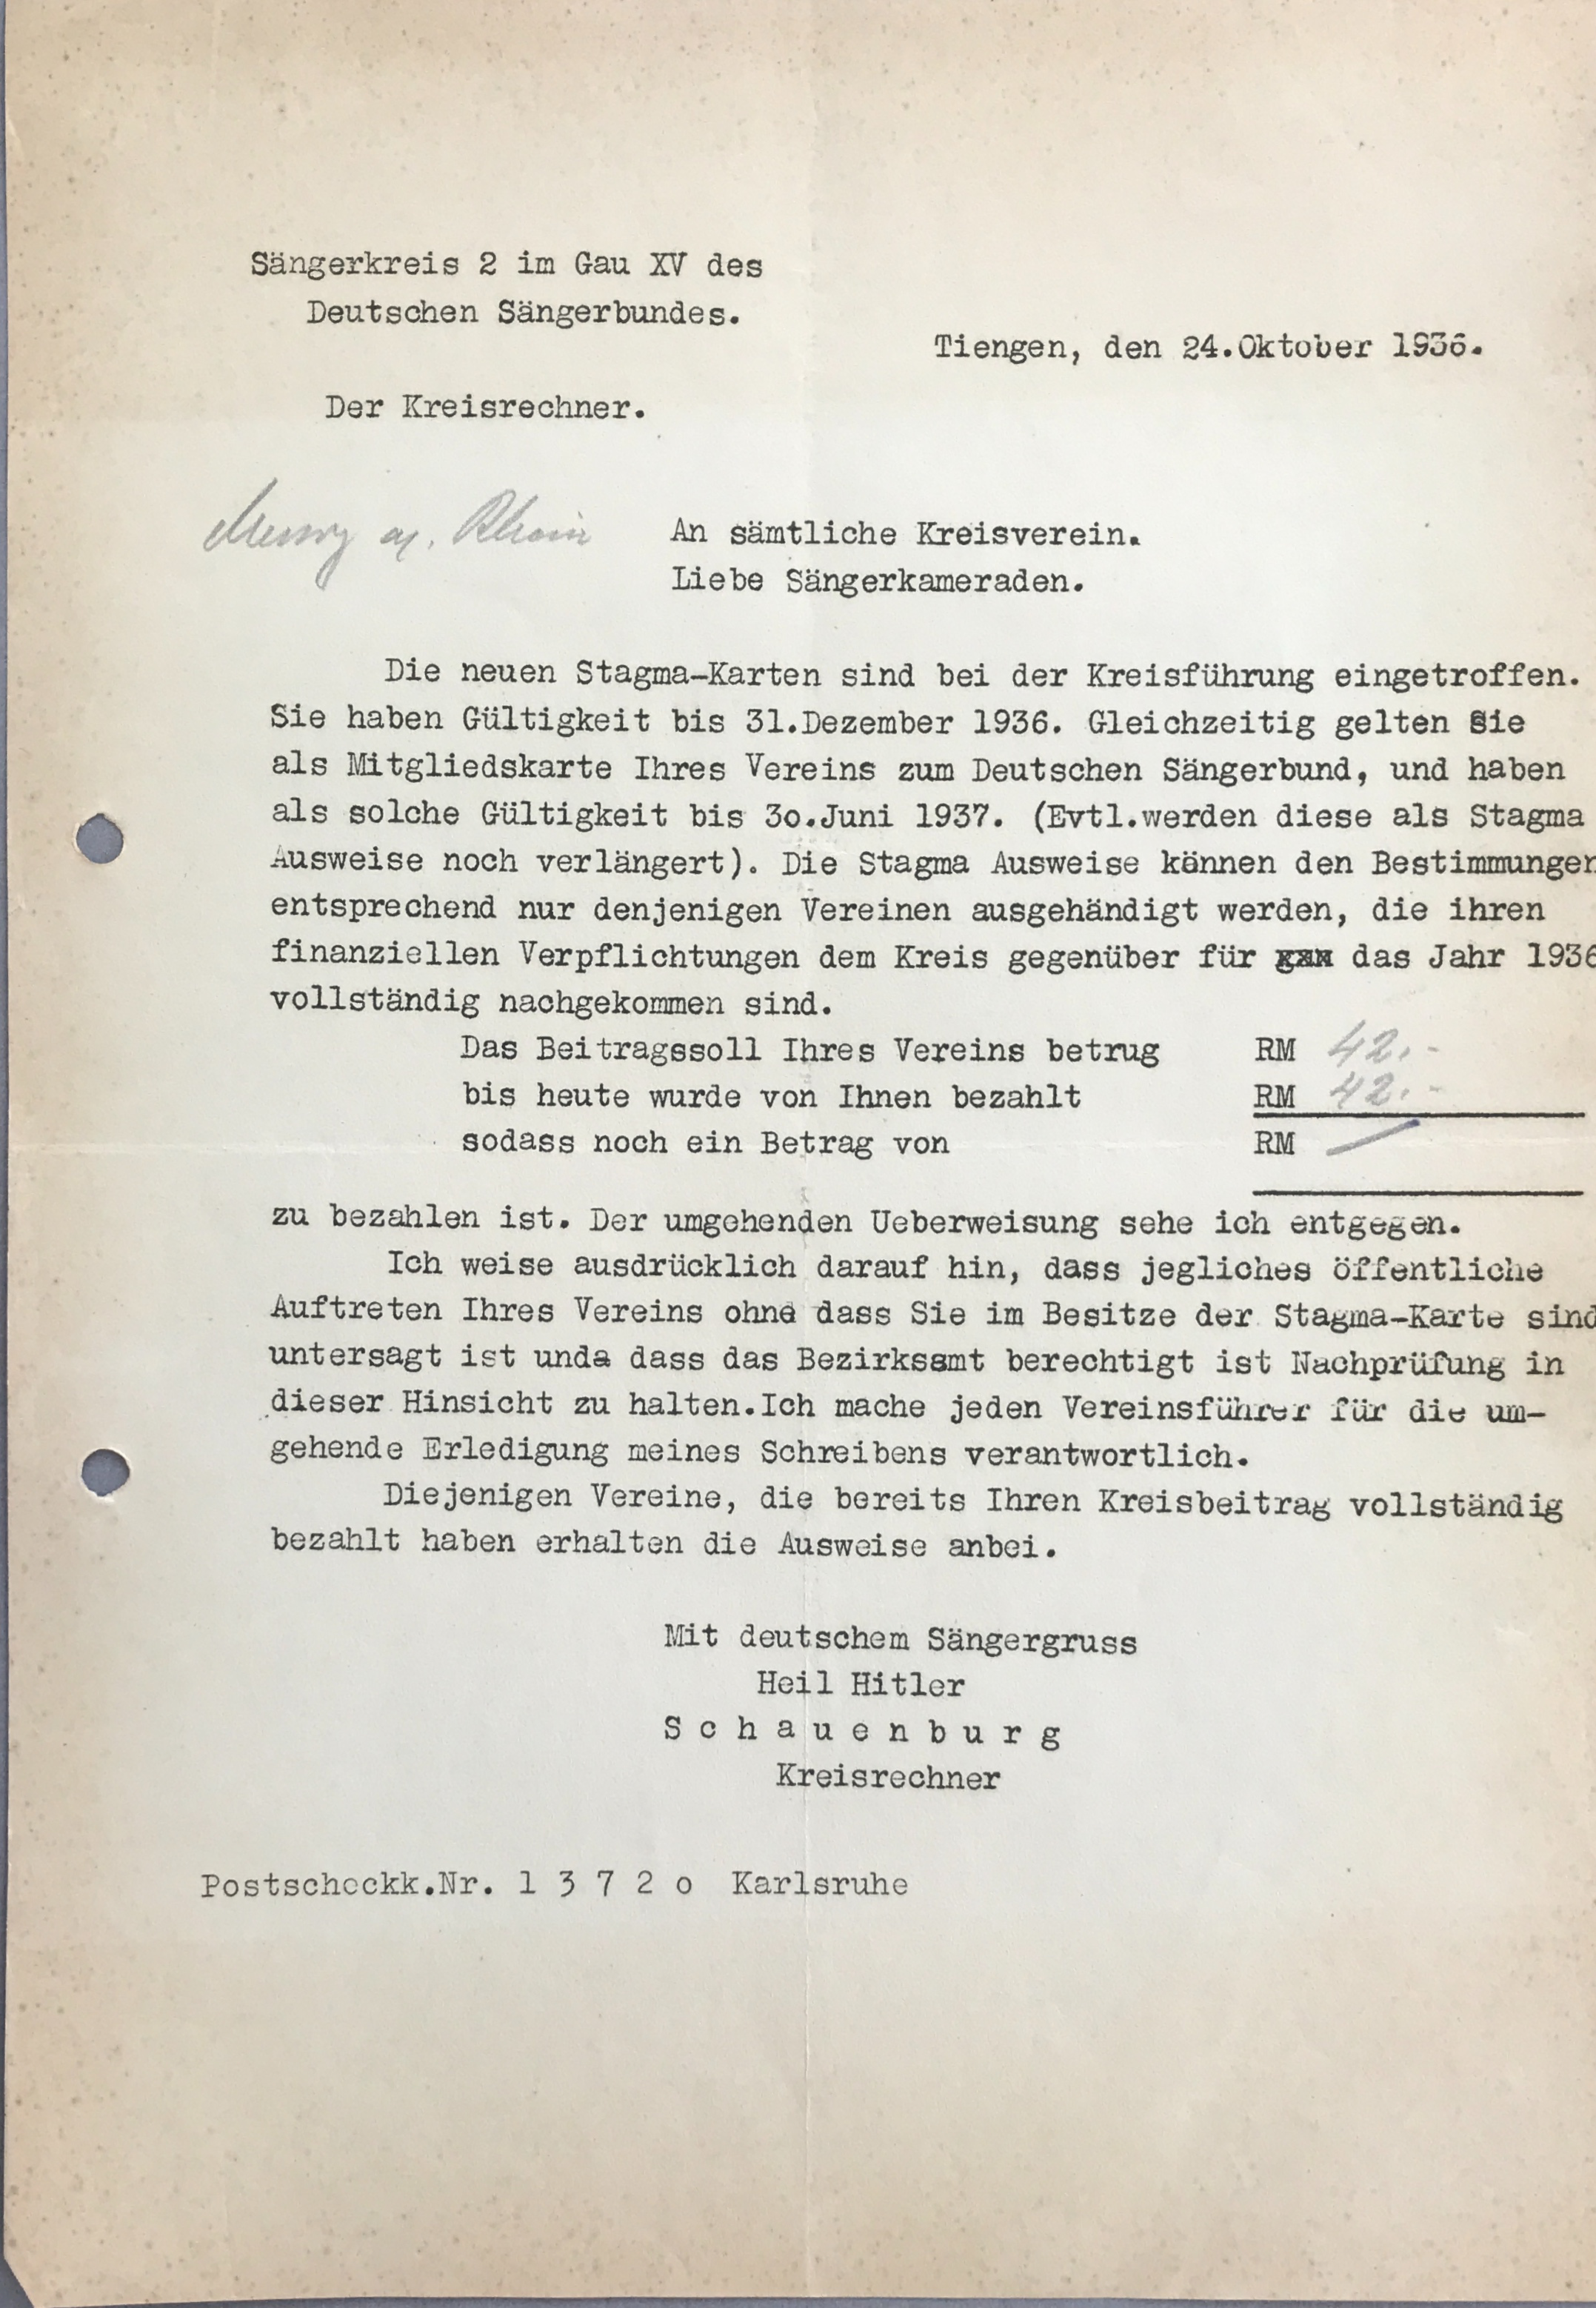 Sängerkreis 2 im Gau XV des
Deutschen Sängerbundes.
Tiengen, den 24.Oktober 1936.
Der Kreisrechner.
Rhein
An sämtliche Kreisverein.
Liebe Sängerkameraden.
Die neuen Stagma-Karten sind bei der Kreisführung eingetroffen.
Sie haben Gültigkeit bis 31.Dezember 1936. Gleichzeitig gelten Sie
als Mitgliedskarte Ihres Vereins zum Deutschen Sängerbund, und haben
als solche Gültigkeit bis 3o.Juni 1937. (Evtl.werden diese als Stagma
Ausweise noch verlängert). Die Stagma Ausweise können den Bestimmungen
entsprechend nur denjenigen Vereinen ausgehändigt werden, die ihren
finanziellen Verpflichtungen dem Kreis gegenüber für das Jahr 1936
vollständig nachgekommen sind.
Das Beitragssoll Ihres Vereins betrug RM 42.-
bis heute wurde von Ihnen bezahlt RM 42.-
sodass noch ein Betrag von RM
zu bezahlen ist. Der umgehenden Ueberweisung sehe ich entgegen.
Ich weise ausdrücklich darauf hin, dass jegliches öffentliche
Auftreten Ihres Vereins ohne dass Sie im Besitze der Stagma-Karte sind
untersagt ist unda dass das Bezirksamt berechtigt ist Nachprüfung in
dieser Hinsicht zu halten.Ich mache jeden Vereinsführer für die um-
gehende Erledigung meines Schreibens verantwortlich.
Diejenigen Vereine, die bereits Ihren Kreisbeitrag vollständig
bezahlt haben erhalten die Ausweise anbei.
Mit deutschem Sängergruss
Heil Hitler
S c h a u e n b u r g
Kreisrechner
Postscheckk.Nr. 1 3 7 2 o Karlsruhe